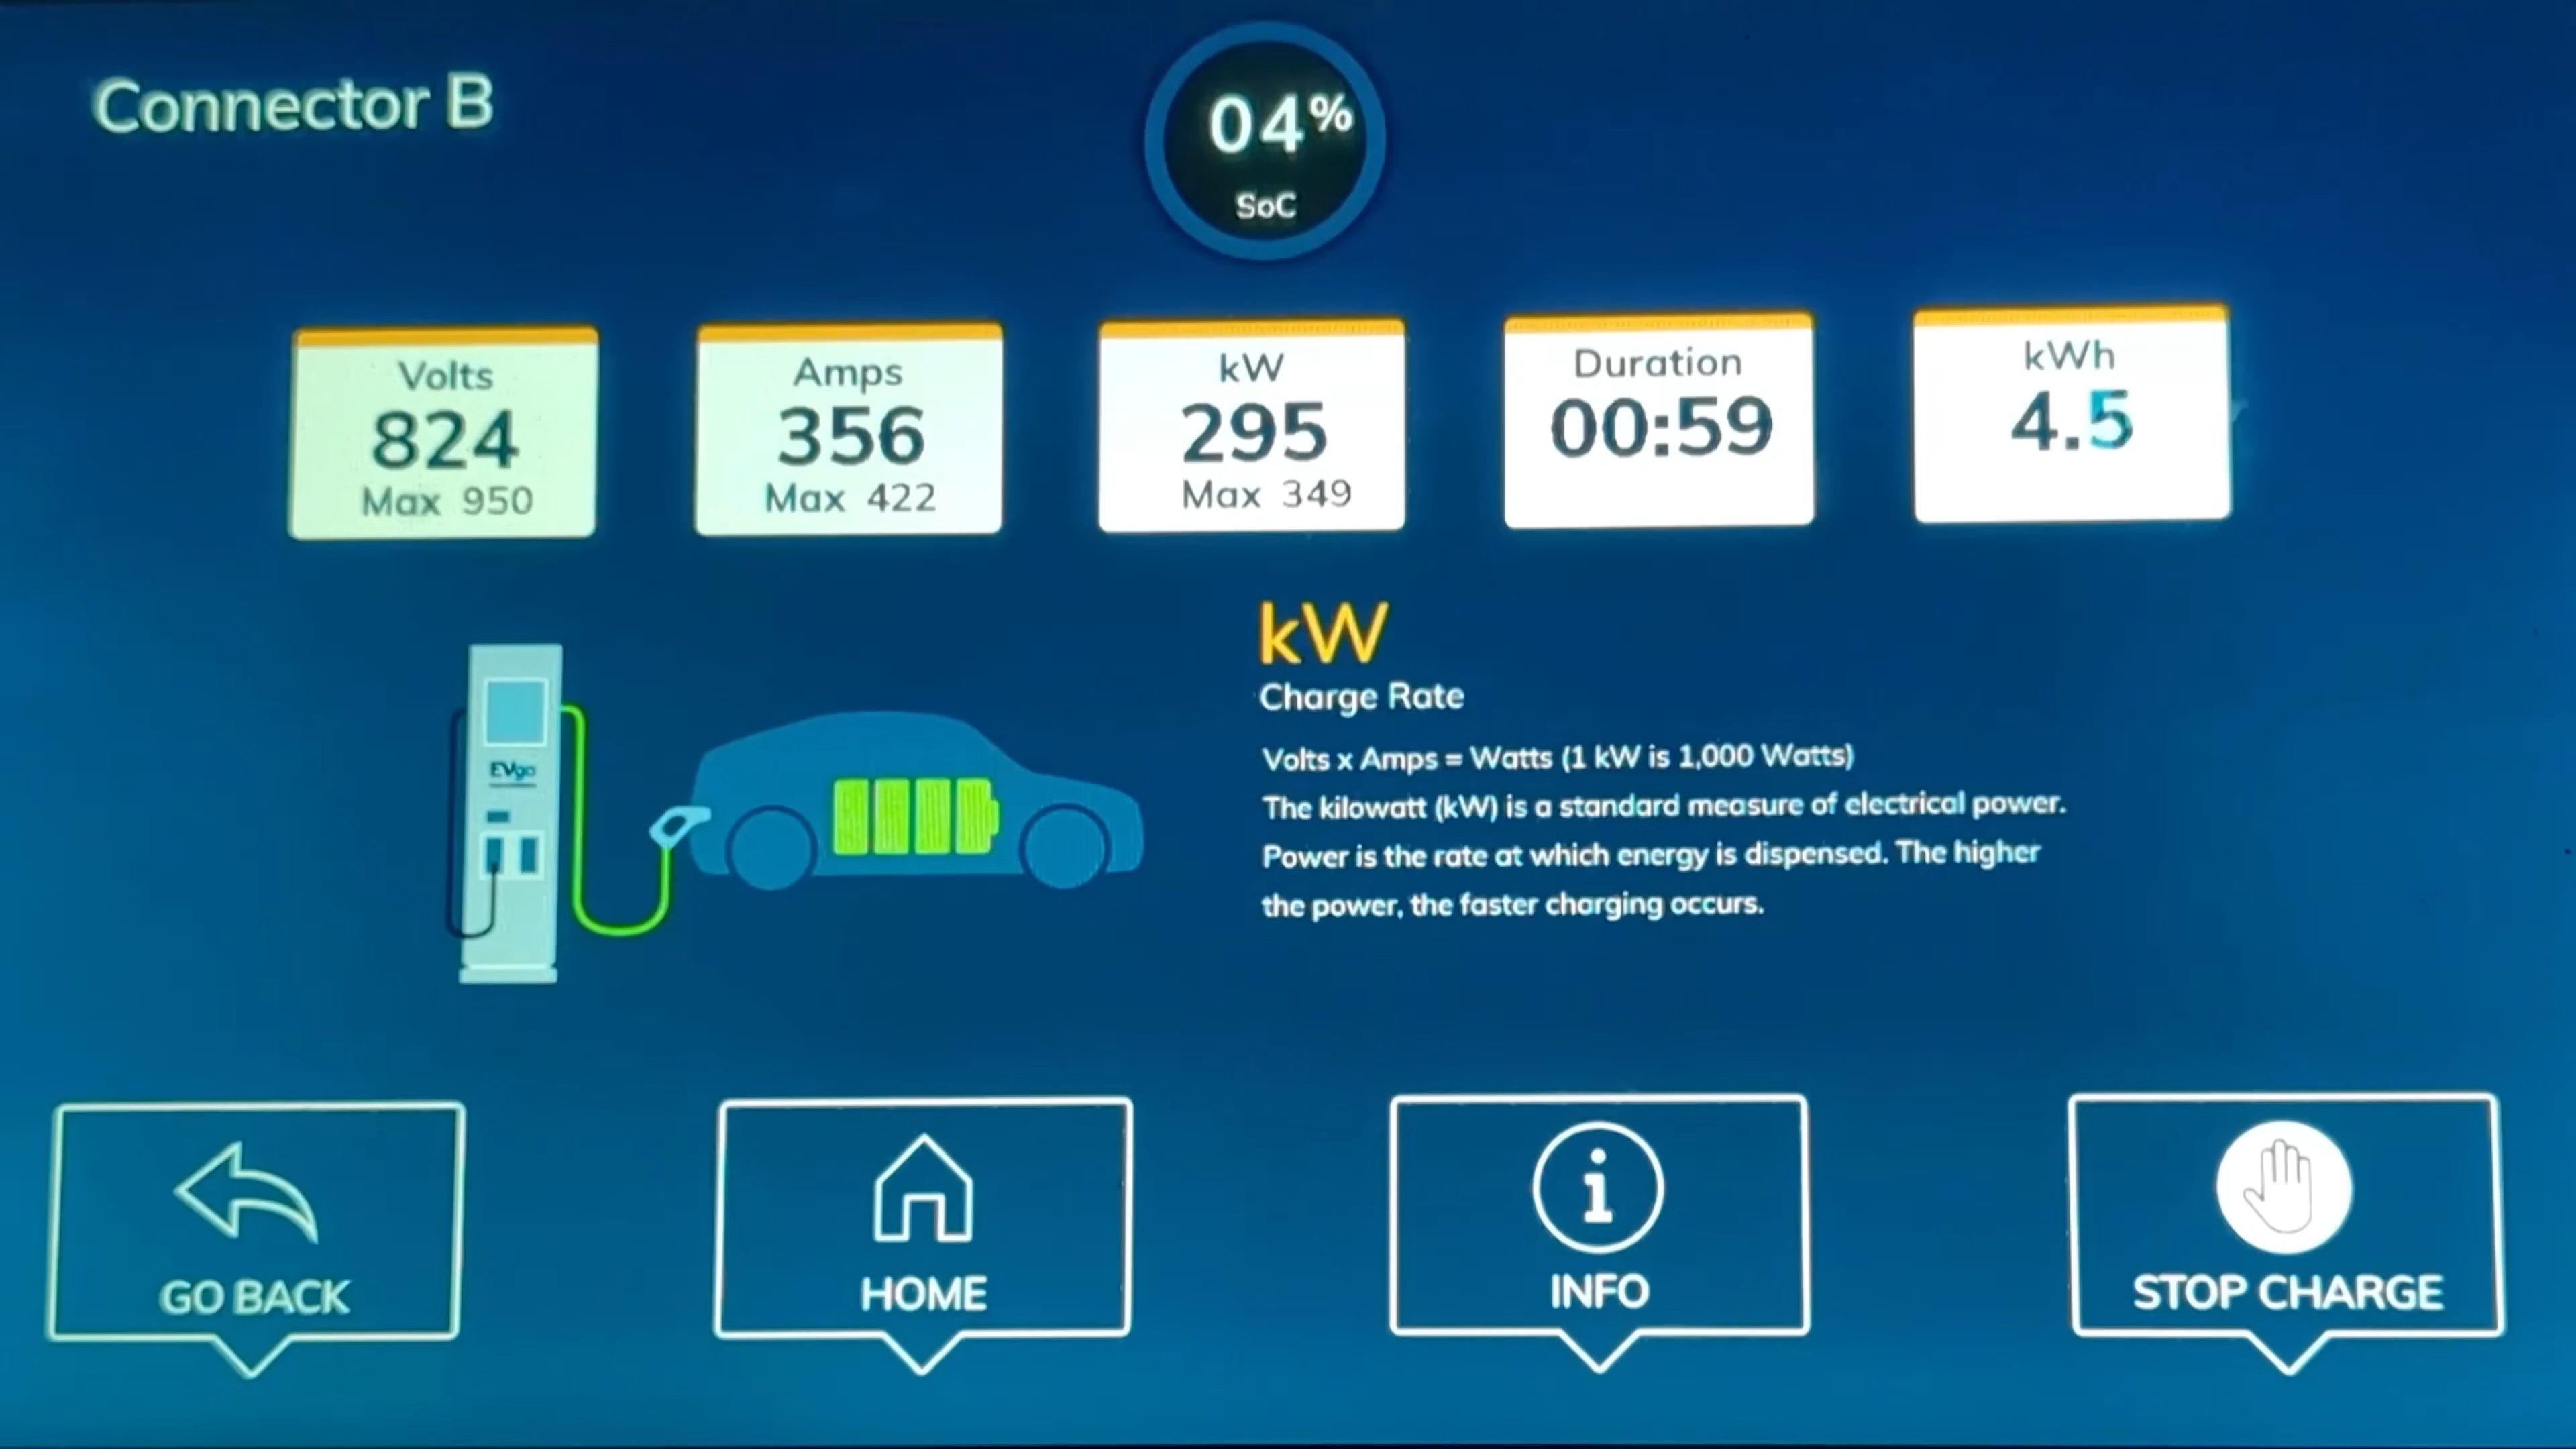 Connector B
04%
SoC
Volts
824
Max 950
Amps
356
Max 422
kW
295
Max 349
Duration
00:59
kWh
4.5
EVgo
kW
Charge Rate
Volts x Amps = Watts (1 kW is 1,000 Watts)
The kilowatt (kW) is a standard measure of electrical power.
Power is the rate at which energy is dispensed. The higher
the power, the faster charging occurs.
GO BACK
HOME
INFO
STOP CHARGE